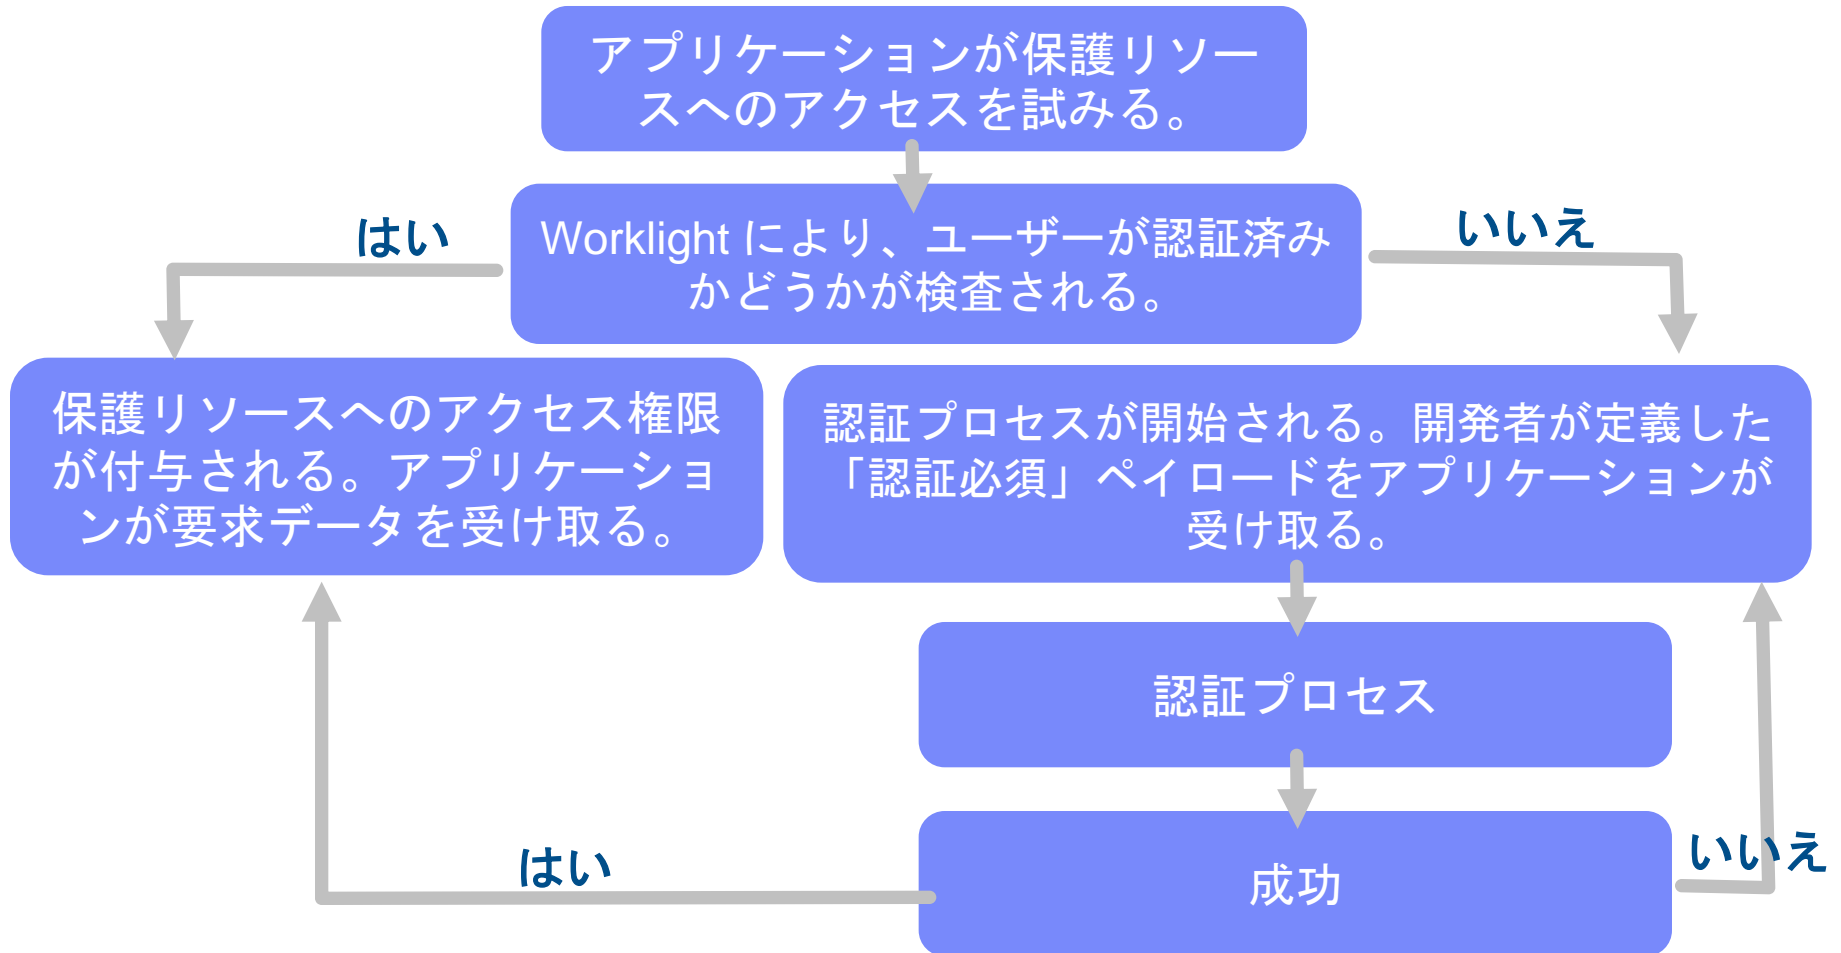 アプリケーションが保護リソー
スへのアクセスを試みる。
はい
Worklight により、ユーザーが認証済み
かどうかが検査される。
いいえ
保護リソースへのアクセス権限
が付与される。アプリケーショ
ンが要求データを受け取る。
認証プロセスが開始される。開発者が定義した
「認証必須」ペイロードをアプリケーションが
受け取る。
認証プロセス
はい
成功
いいえ